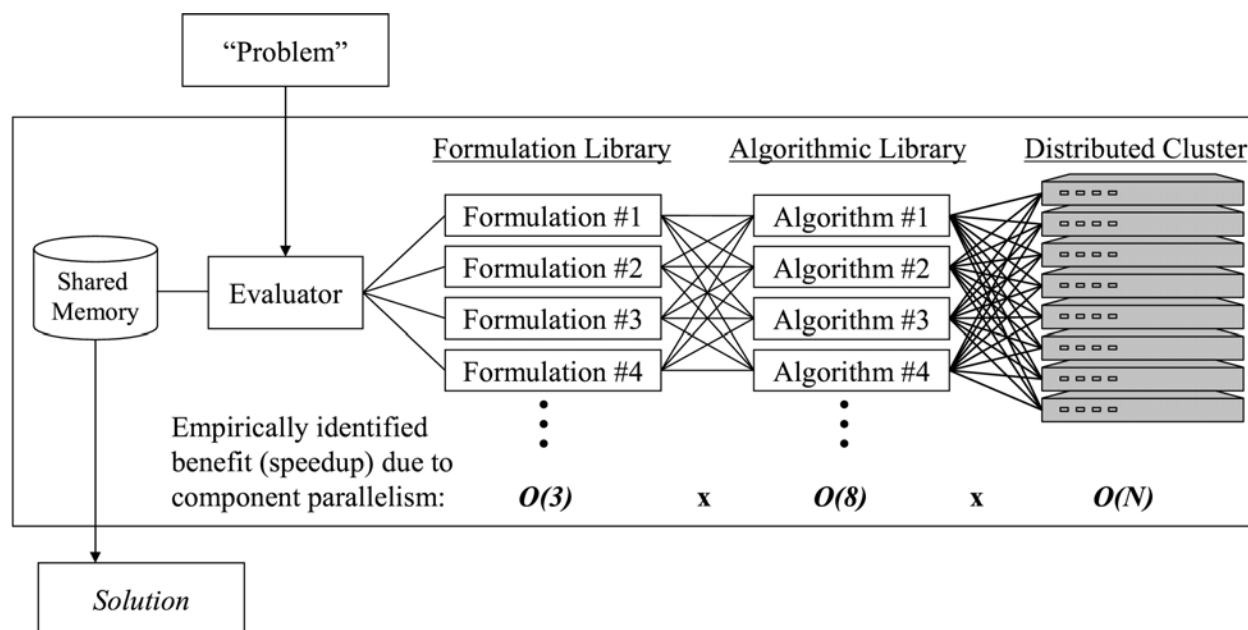 “Problem”
Formulation Library
Algorithmic Library
Distributed Cluster
Formulation #1
Algorithm #1
Formulation #2
Algorithm #2
Shared
Memory
Evaluator
Formulation #3
Algorithm #3
Formulation #4
Algorithm #4
Empirically identified
benefit (speedup) due to
component parallelism:
O(3) x O(8) x O(N)
Solution